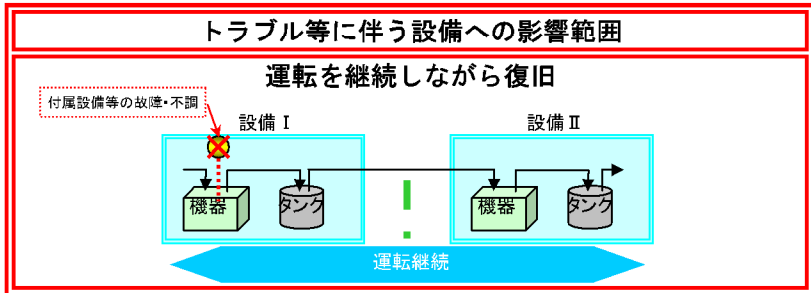 トラブル等に伴う設備への影響範囲
運転を継続しながら復旧
付属設備等の故障・不調
設備Ⅰ
設備Ⅱ
機器
タンク
機器
タンク
運転継続